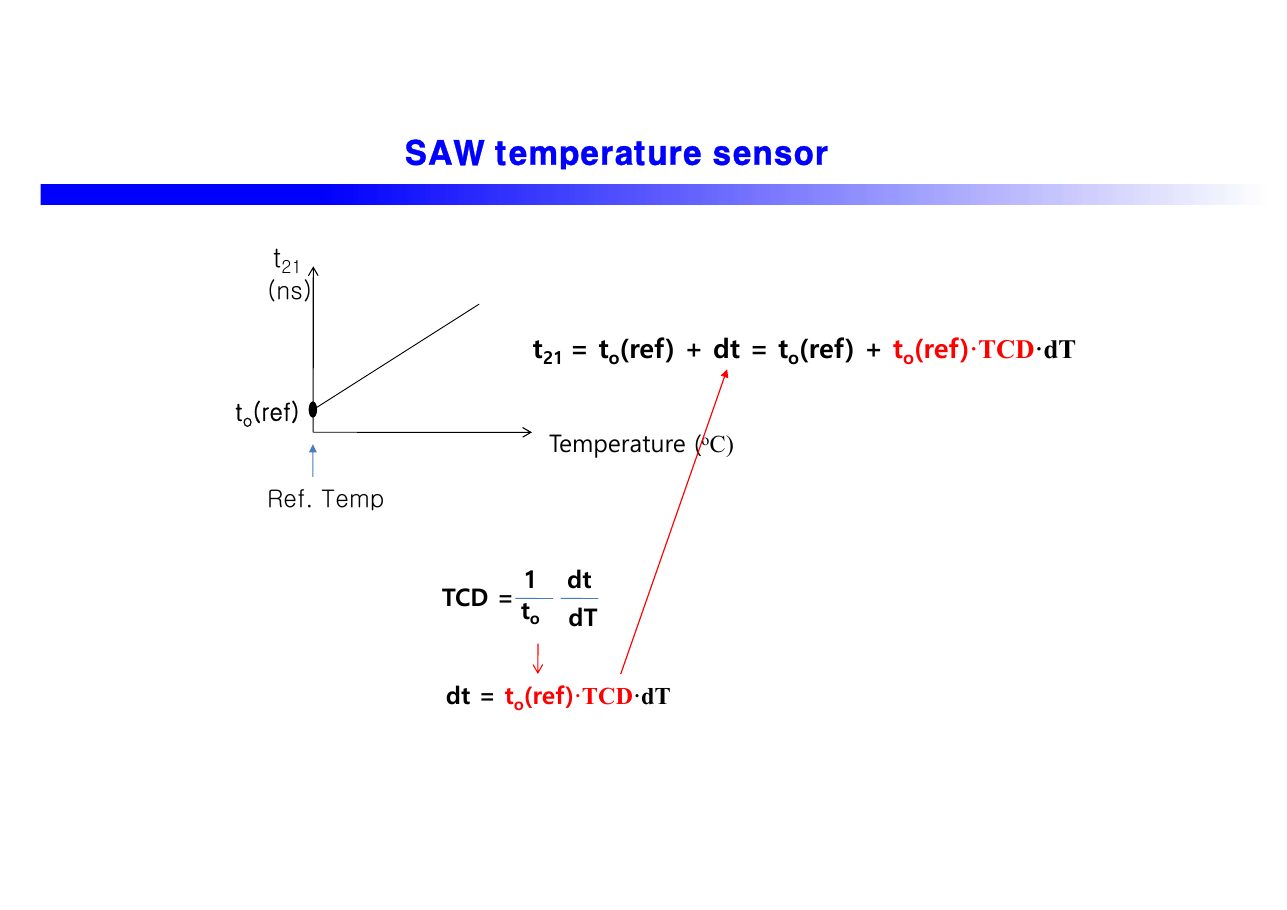 SAW temperature sensor
t₂₁
(ns)
t₂₁ = tₒ(ref) + dt = tₒ(ref) + tₒ(ref)·TCD·dT
tₒ(ref)
Temperature (ºC)
Ref. Temp
TCD = 1/tₒ dt/dT
dt = tₒ(ref)·TCD·dT